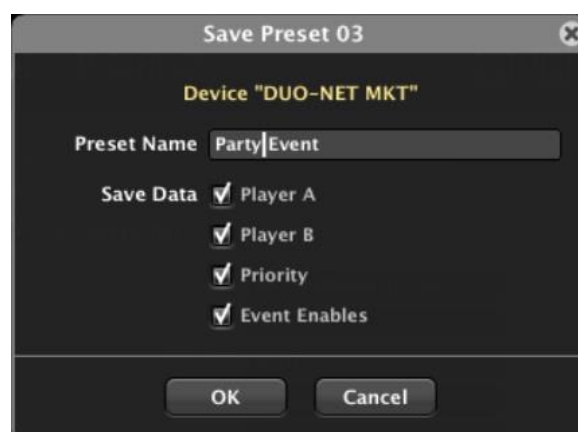 Save Preset 03
Device "DUO-NET MKT"
Preset Name Party Event
Save Data Player A
Player B
Priority
Event Enables
OK Cancel